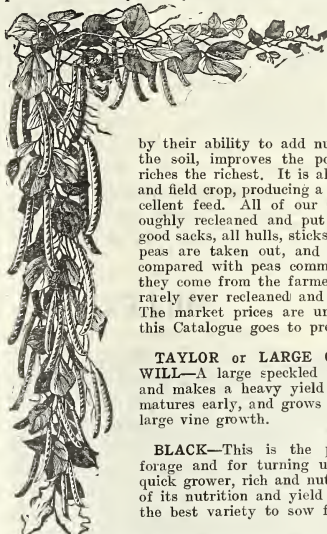 by their ability to add nu
the soil, improves the po
riches the richest. It is al
and field crop, producing a
cellent feed. All of our
oughly recleaned and put
good sacks, all hulls, sticks
peas are taken out, and
compared with peas comm
they come from the farme
rarely ever recleaned and
The market prices are ur
this Catalogue goes to pre
TAYLOR or LARGE G
WILL—A large speckled
and makes a heavy yield
matures early, and grows
large vine growth.
BLACK—This is the p
forage and for turning u
quick grower, rich and nut
of its nutrition and yield
the best variety to sow f